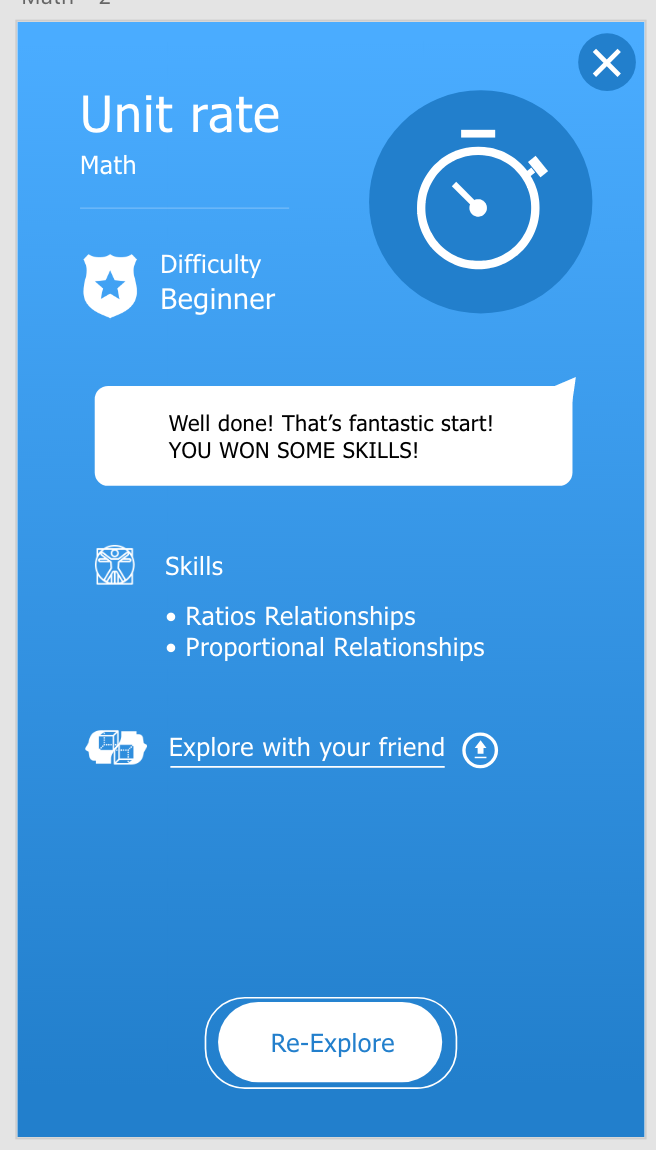 Math – 2
Unit rate
Math
Difficulty
Beginner
Well done! That’s fantastic start!
YOU WON SOME SKILLS!
Skills
• Ratios Relationships
• Proportional Relationships
Explore with your friend
Re-Explore